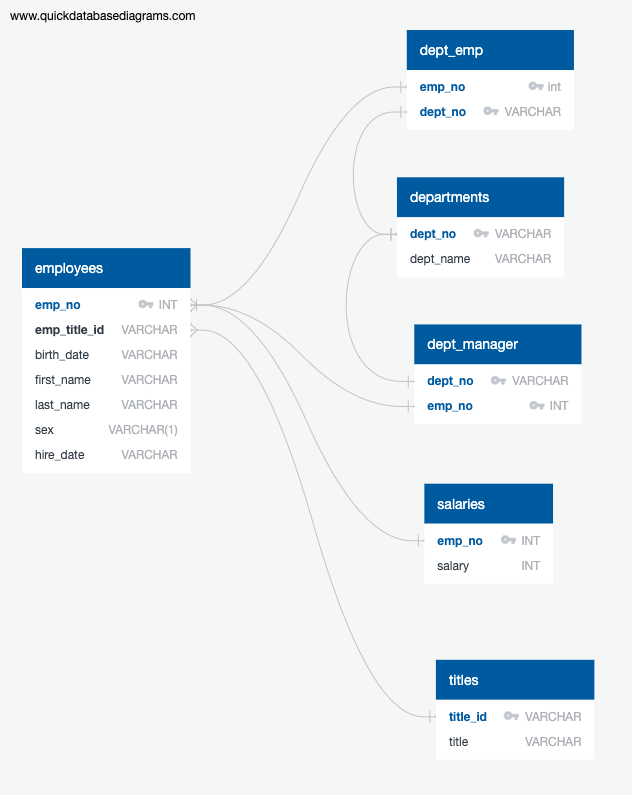 www.quickdatabasediagrams.com
dept_emp
emp_no int
dept_no VARCHAR
departments
dept_no VARCHAR
dept_name VARCHAR
employees
emp_no INT
emp_title_id VARCHAR
birth_date VARCHAR
first_name VARCHAR
last_name VARCHAR
sex VARCHAR(1)
hire_date VARCHAR
dept_manager
dept_no VARCHAR
emp_no INT
salaries
emp_no INT
salary INT
titles
title_id VARCHAR
title VARCHAR